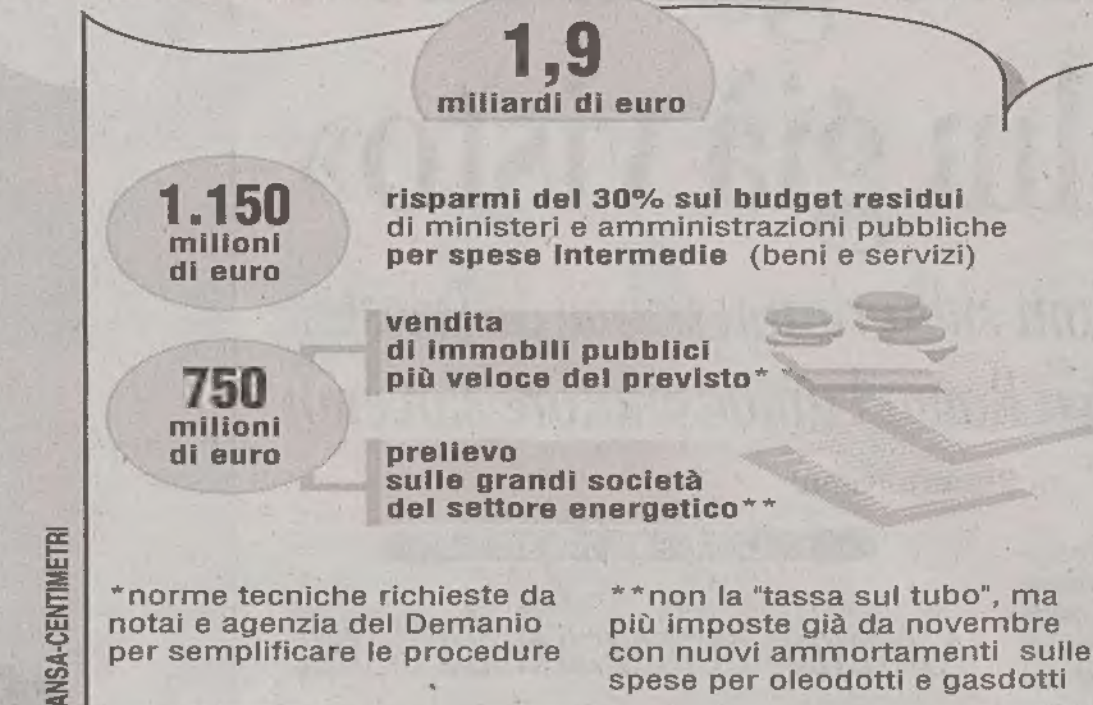 1,9
miliardi di euro
1.150
milioni
di euro
risparmi del 30% sui budget residui
di ministeri e amministrazioni pubbliche
per spese intermedie (beni e servizi)
750
milioni
di euro
vendita
di immobili pubblici
più veloce del previsto*
prelievo
sulle grandi società
del settore energetico**
*norme tecniche richieste da
notai e agenzia del Demanio
per semplificare le procedure
**non la "tassa sul tubo", ma
più imposte già da novembre
con nuovi ammortamenti sulle
spese per oleodotti e gasdotti
ANSA-CENTIMETRI